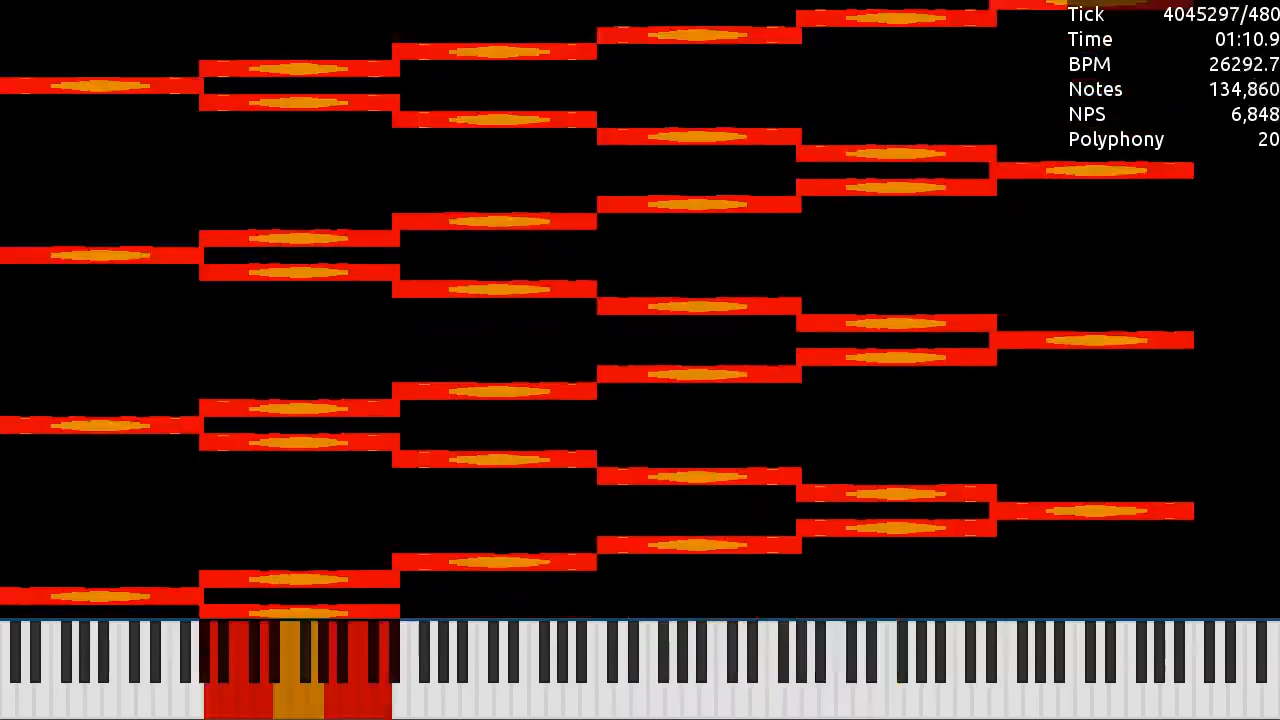 Tick 4045297/480
Time 01:10.9
BPM 26292.7
Notes 134,860
NPS 6,848
Polyphony 20